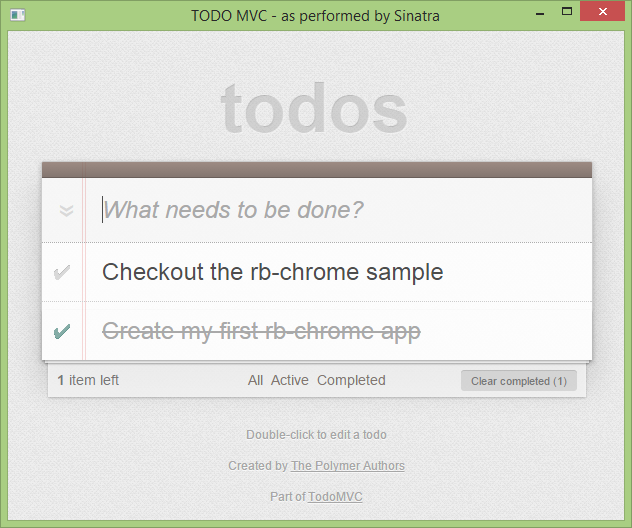 TODO MVC - as performed by Sinatra
todos
What needs to be done?
Checkout the rb-chrome sample
Create my first rb-chrome app
1 item left All Active Completed Clear completed (1)
Double-click to edit a todo
Created by The Polymer Authors
Part of TodoMVC